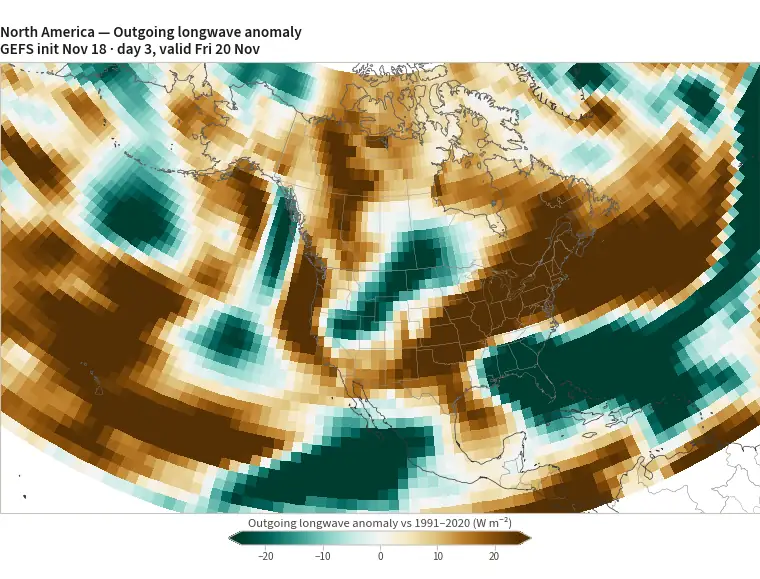 North America — Outgoing longwave anomaly
GEFS init Nov 18 · day 3, valid Fri 20 Nov
Outgoing longwave anomaly vs 1991–2020 (W m⁻²)
−20 −10 0 10 20